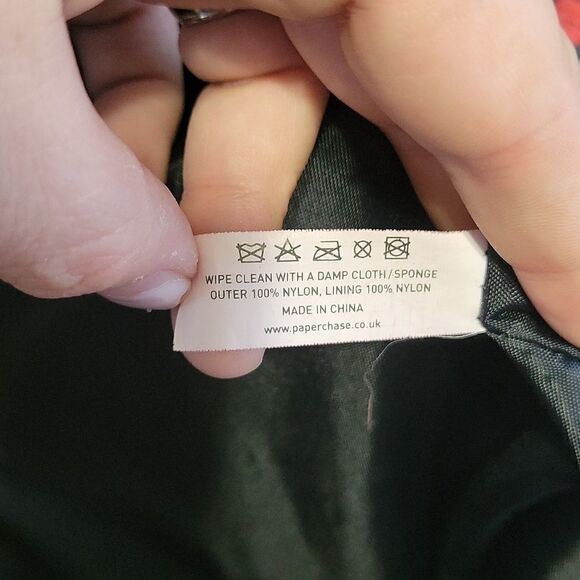 WIPE CLEAN WITH A DAMP CLOTH/SPONGE
OUTER 100% NYLON, LINING 100% NYLON
MADE IN CHINA
www.paperchase.co.uk